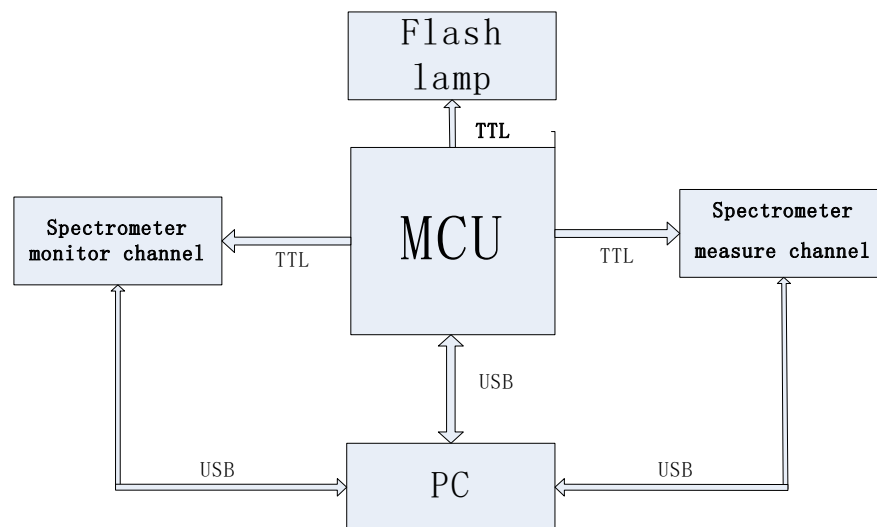 Flash
lamp
TTL
MCU
Spectrometer
monitor channel
TTL
Spectrometer
measure channel
TTL
USB
USB
PC
USB